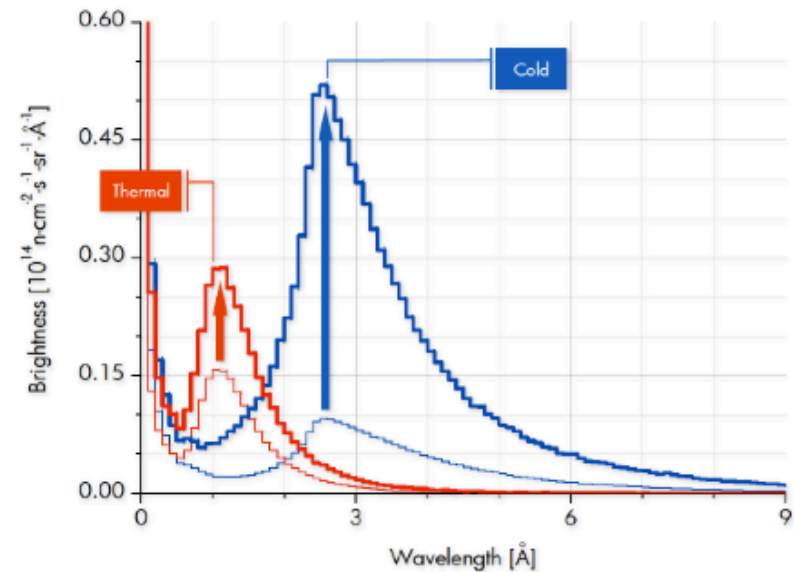 0.60
0.45
0.30
0.15
0.00
Brightness [10¹⁴ n·cm⁻²·s⁻¹·sr⁻¹·Å⁻¹]
Cold
Thermal
0
3
6
9
Wavelength [Å]